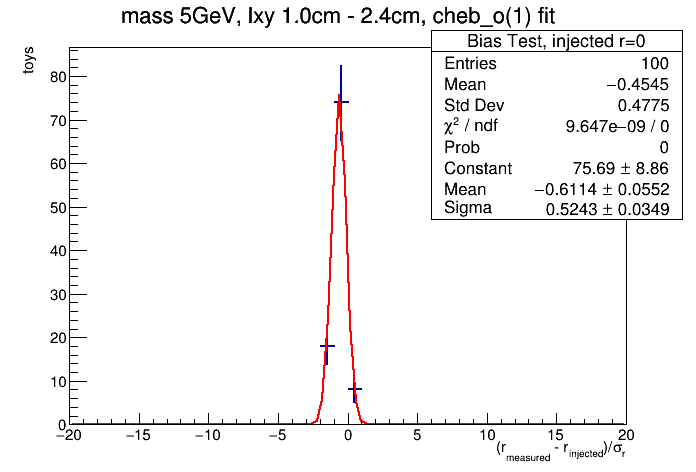 mass 5GeV, lxy 1.0cm - 2.4cm, cheb_o(1) fit
Bias Test, injected r=0
Entries 100
Mean −0.4545
Std Dev 0.4775
χ² / ndf 9.647e−09 / 0
Prob 0
Constant 75.69 ± 8.86
Mean −0.6114 ± 0.0552
Sigma 0.5243 ± 0.0349
toys
80
70
60
50
40
30
20
10
0
−20 −15 −10 −5 0 5 10 15 20
(r_measured - r_injected)/σ_r